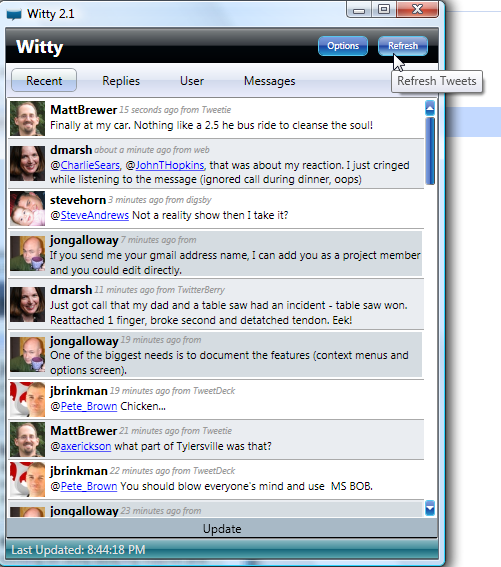 Witty 2.1
Witty
Options
Refresh
Refresh Tweets
Recent
Replies
User
Messages
MattBrewer 15 seconds ago from Tweetie
Finally at my car. Nothing like a 2.5 he bus ride to cleanse the soul!
dmarsh about a minute ago from web
@CharlieSears, @JohnTHopkins, that was about my reaction. I just cringed
while listening to the message (ignored call during dinner, oops)
stevehorn 3 minutes ago from digsby
@SteveAndrews Not a reality show then I take it?
jongalloway 7 minutes ago from
If you send me your gmail address name, I can add you as a project member
and you could edit directly.
dmarsh 11 minutes ago from TwitterBerry
Just got call that my dad and a table saw had an incident - table saw won.
Reattached 1 finger, broke second and detatched tendon. Eek!
jongalloway 19 minutes ago from
One of the biggest needs is to document the features (context menus and
options screen).
jbrinkman 19 minutes ago from TweetDeck
@Pete_Brown Chicken...
MattBrewer 21 minutes ago from Tweetie
@axerickson what part of Tylersville was that?
jbrinkman 22 minutes ago from TweetDeck
@Pete_Brown You should blow everyone's mind and use  MS BOB.
jongalloway 23 minutes ago from
Update
Last Updated: 8:44:18 PM